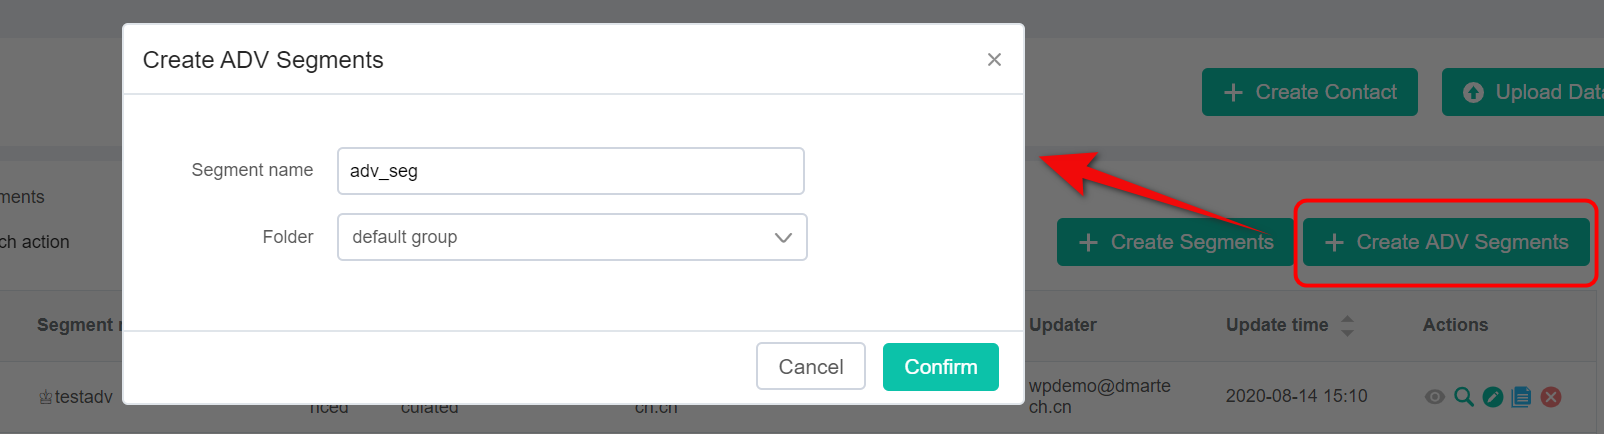 Create ADV Segments
Create Contact
Upload Data
Segment name
adv_seg
ments
Folder
default group
ch action
Create Segments
Create ADV Segments
Segment
Updater
Update time
Actions
Cancel
Confirm
testadv
nced
culated
ch.cn
wpdemo@dmarte
ch.cn
2020-08-14 15:10